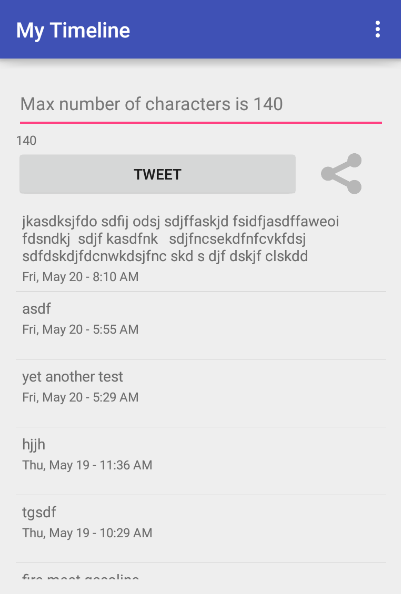 My Timeline
Max number of characters is 140
140
TWEET
jkasdksjfdo sdfij odsj sdjffaskjd fsidfjasdffaweoi
fdsndkj sdjf kasdfnk sdjfncsekdfnfcvkfdsj
sdfdskdjfdcnwkdsjfnc skd s djf dskjf clskdd
Fri, May 20 - 8:10 AM
asdf
Fri, May 20 - 5:55 AM
yet another test
Fri, May 20 - 5:29 AM
hjjh
Thu, May 19 - 11:36 AM
tgsdf
Thu, May 19 - 10:29 AM
fire meet gasoline